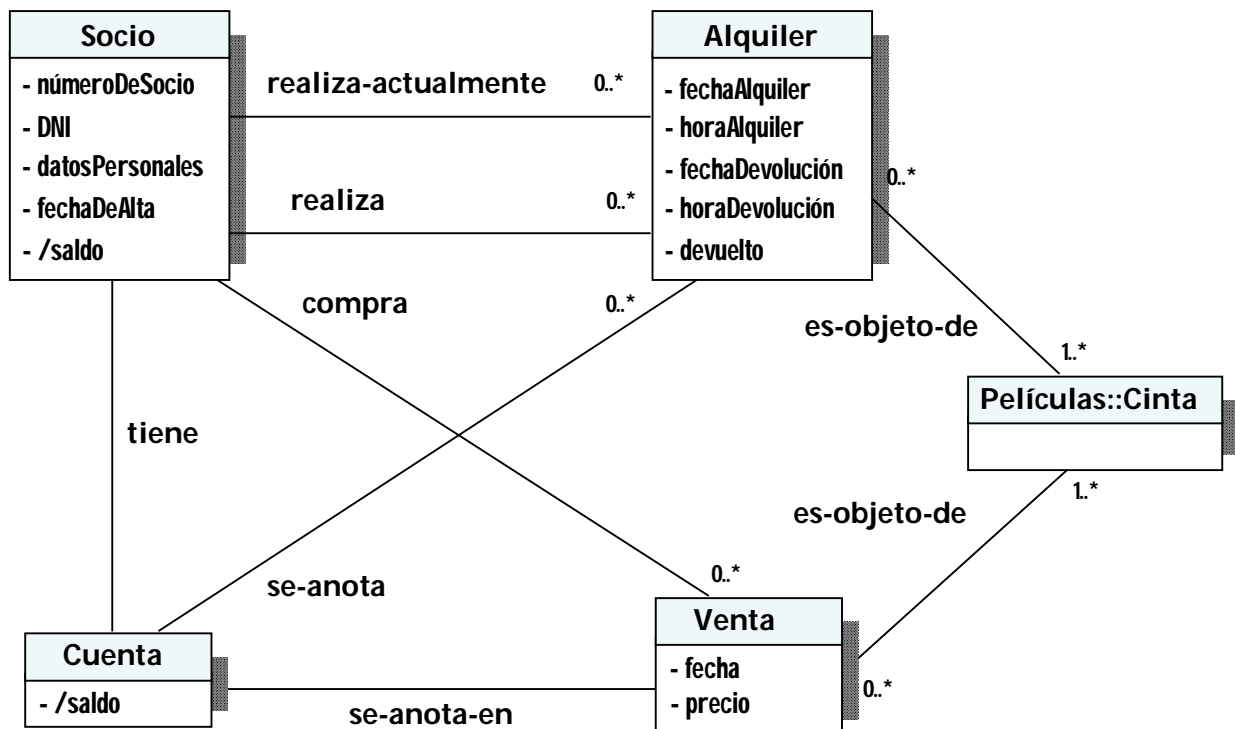 Socio
- númeroDeSocio
- DNI
- datosPersonales
- fechaDeAlta
- /saldo
realiza-actualmente 0..*
realiza 0..*
Alquiler
- fechaAlquiler
- horaAlquiler
- fechaDevolución
- horaDevolución
- devuelto
0..*
compra
0..*
es-objeto-de
1..*
Películas::Cinta
tiene
1..*
es-objeto-de
se-anota
0..*
Cuenta
- /saldo
se-anota-en
Venta
- fecha
- precio
0..*